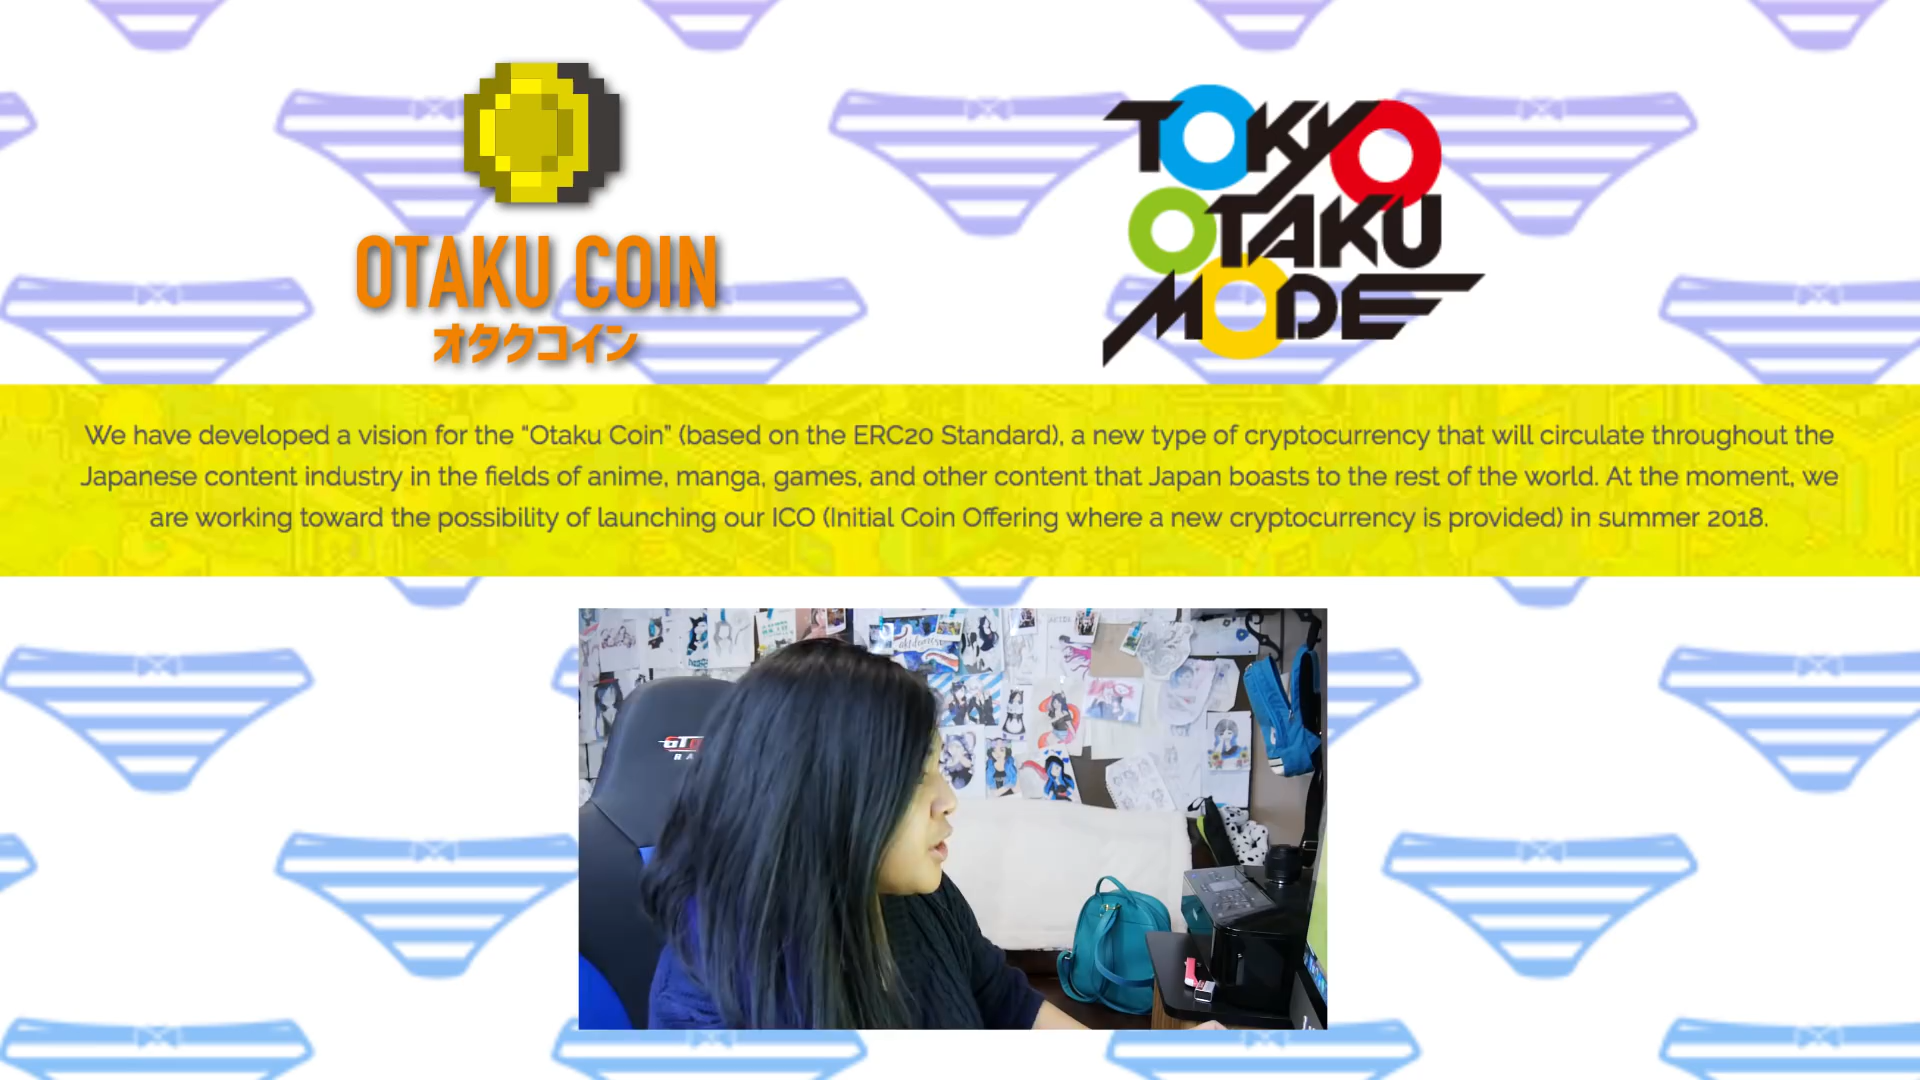 OTAKU COIN
オタクコイン
TOKYO
OTAKU
MODE
We have developed a vision for the “Otaku Coin” (based on the ERC20 Standard), a new type of cryptocurrency that will circulate throughout the
Japanese content industry in the fields of anime, manga, games, and other content that Japan boasts to the rest of the world. At the moment, we
are working toward the possibility of launching our ICO (Initial Coin Offering where a new cryptocurrency is provided) in summer 2018.